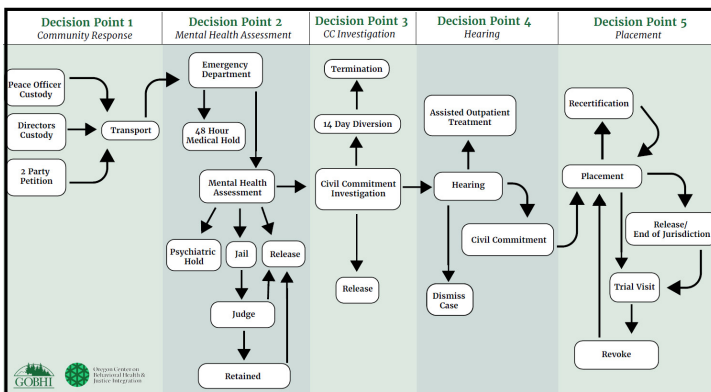 Decision Point 1
Community Response
Decision Point 2
Mental Health Assessment
Decision Point 3
CC Investigation
Decision Point 4
Hearing
Decision Point 5
Placement
Peace Officer
Custody
Directors
Custody
2 Party
Petition
Transport
Emergency
Department
48 Hour
Medical Hold
Mental Health
Assessment
Psychiatric
Hold
Jail
Release
Judge
Retained
Termination
14 Day Diversion
Civil Commitment
Investigation
Release
Assisted Outpatient
Treatment
Hearing
Civil Commitment
Dismiss
Case
Recertification
Placement
Release/
End of Jurisdiction
Trial Visit
Revoke
GOBHI
Oregon Center on
Behavioral Health &
Justice Integration